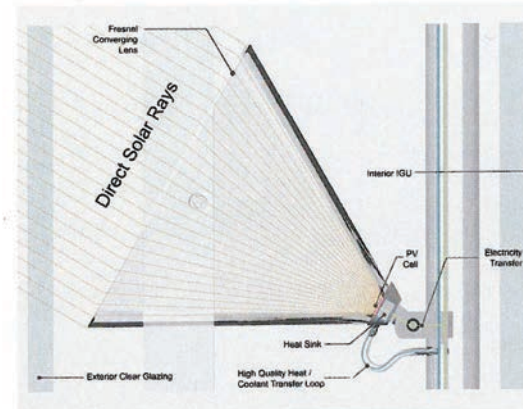 Fresnel
Converging
Lens
Direct Solar Rays
Interior IGU
PV
Cell
Electricity
Transfer
Heat Sink
High Quality Heat /
Coolant Transfer Loop
Exterior Clear Glazing